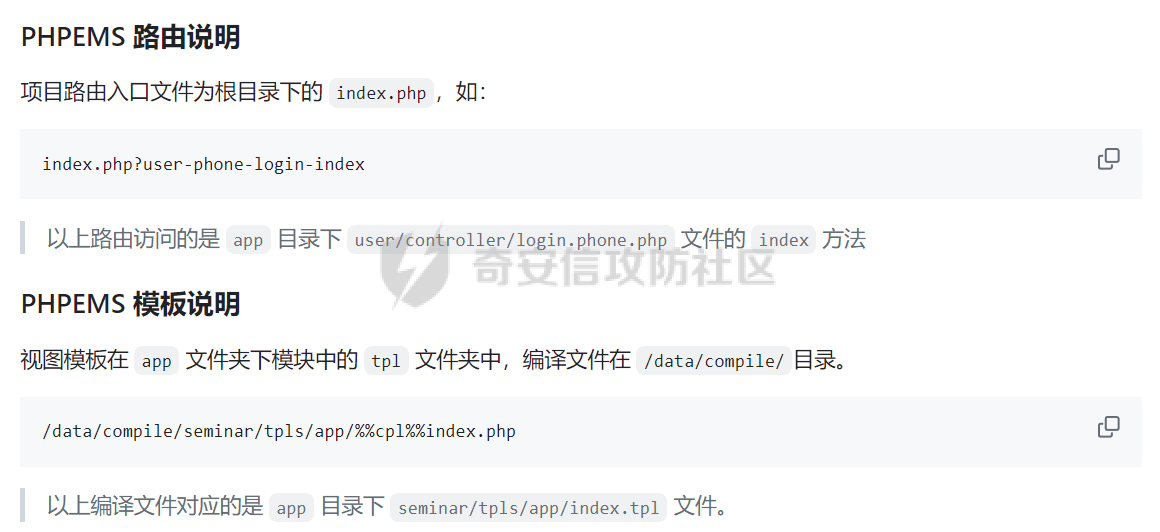 PHPEMS 路由说明
项目路由入口文件为根目录下的 index.php，如：
index.php?user-phone-login-index
以上路由访问的是 app 目录下 user/controller/login.phone.php 文件的 index 方法
奇安信攻防社区
PHPEMS 模板说明
视图模板在 app 文件夹下模块中的 tpl 文件夹中，编译文件在 /data/compile/ 目录。
/data/compile/seminar/tpls/app/%%cpl%%index.php
以上编译文件对应的是 app 目录下 seminar/tpls/app/index.tpl 文件。